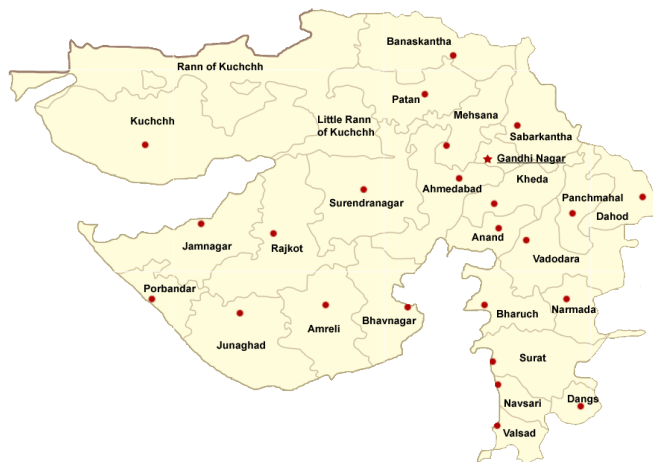 Banaskantha
Rann of Kuchchh
Patan
Mehsana
Kuchchh
Little Rann
of Kuchchh
Sabarkantha
Gandhi Nagar
Kheda
Ahmedabad
Surendranagar
Panchmahal
Dahod
Anand
Jamnagar
Rajkot
Vadodara
Porbandar
Bharuch
Narmada
Bhavnagar
Amreli
Junaghad
Surat
Navsari
Dangs
Valsad